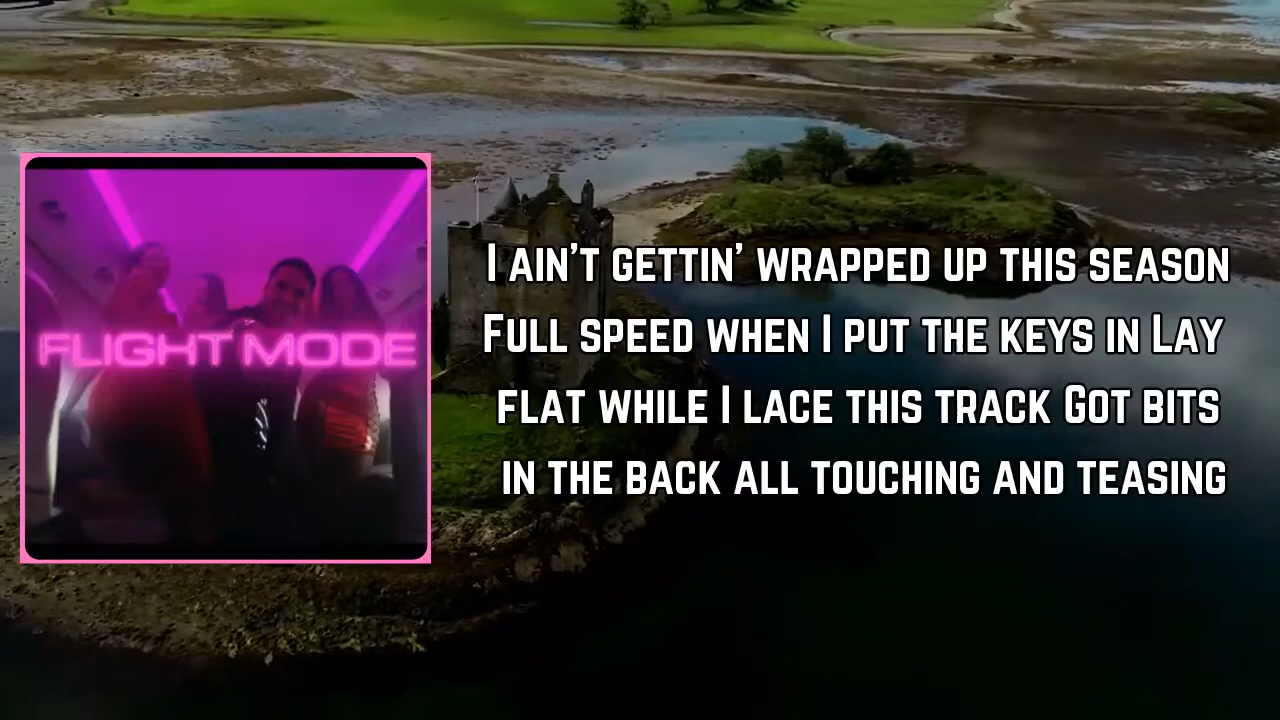 FLIGHT MODE
I AIN'T GETTIN' WRAPPED UP THIS SEASON
FULL SPEED WHEN I PUT THE KEYS IN LAY
FLAT WHILE I LACE THIS TRACK GOT BITS
IN THE BACK ALL TOUCHING AND TEASING